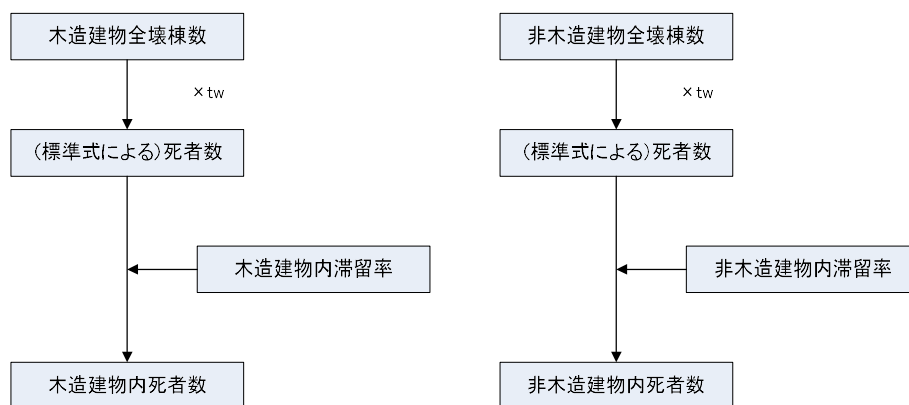 木造建物全壊棟数
×tw
(標準式による)死者数
木造建物内滞留率
木造建物内死者数
非木造建物全壊棟数
×tw
(標準式による)死者数
非木造建物内滞留率
非木造建物内死者数